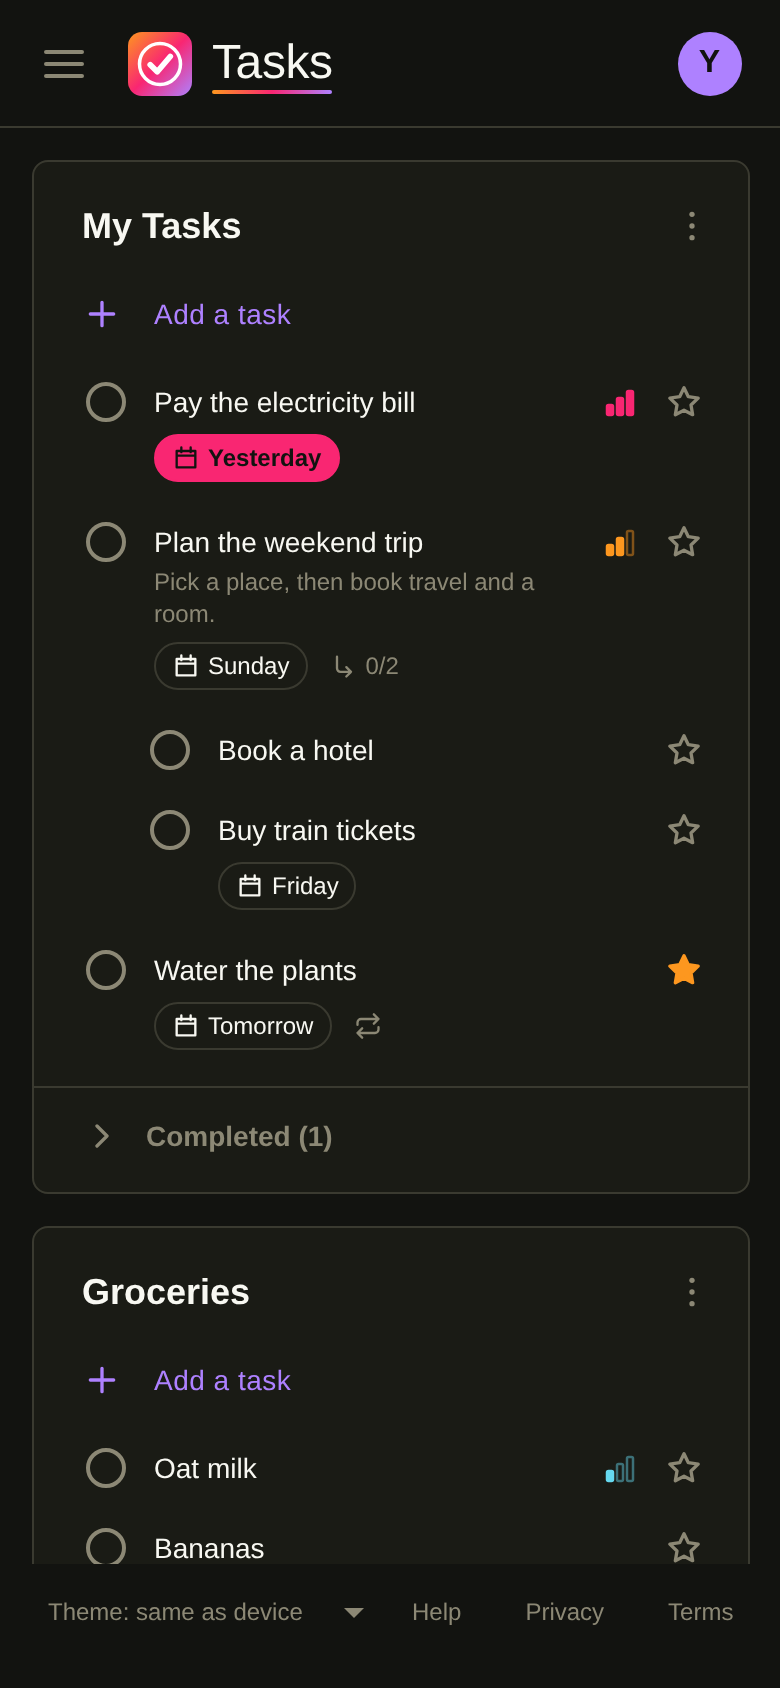 Tasks
Y
My Tasks
Add a task
Pay the electricity bill
Yesterday
Plan the weekend trip
Pick a place, then book travel and a
room.
Sunday
0/2
Book a hotel
Buy train tickets
Friday
Water the plants
Tomorrow
Completed (1)
Groceries
Add a task
Oat milk
Bananas
Theme: same as device
Help
Privacy
Terms